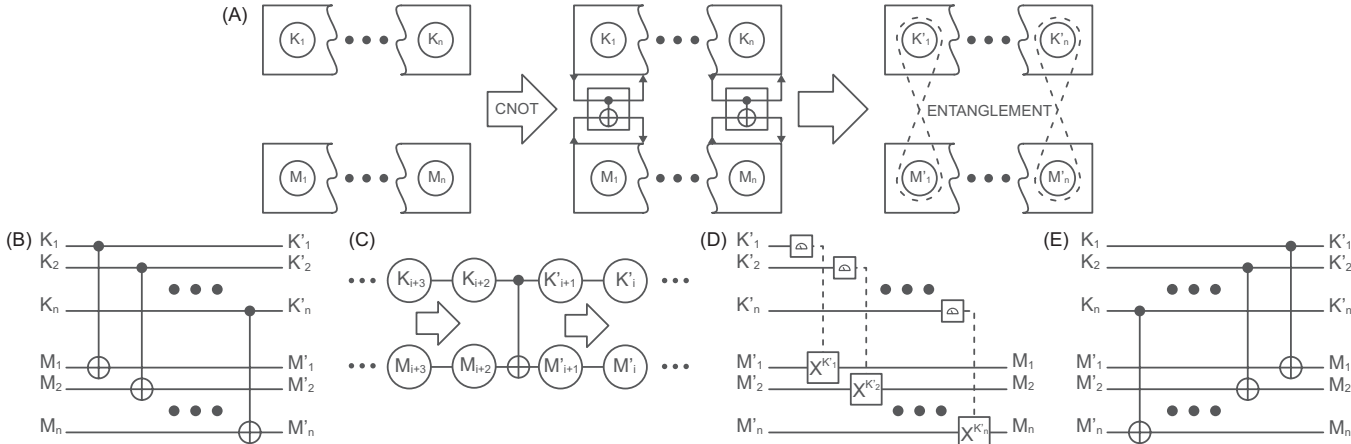 (A)
K1 Kn K1 Kn K'1 K'n
CNOT ENTANGLEMENT
M1 Mn M1 Mn M'1 M'n
(B)
K1 K'1
K2 K'2
Kn K'n
M1 M'1
M2 M'2
Mn M'n
(C)
Ki+3 Ki+2 K'i+1 K'i
Mi+3 Mi+2 M'i+1 M'i
(D)
K'1
K'2
K'n
M'1 XK'1 M1
M'2 XK'2 M2
M'n XK'n Mn
(E)
K1 K'1
K2 K'2
Kn K'n
M'1 M1
M'2 M2
M'n Mn